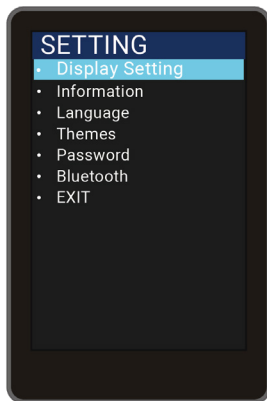 SETTING
• Display Setting
• Information
• Language
• Themes
• Password
• Bluetooth
• EXIT